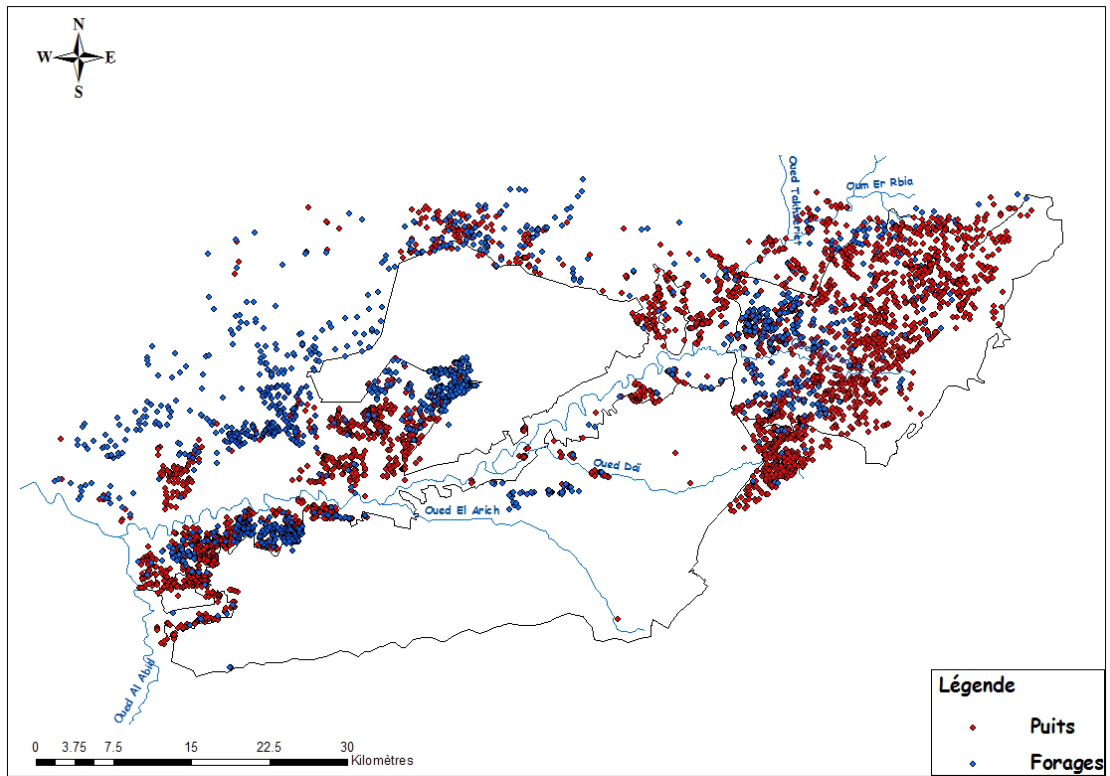 N
W E
S
Oued Takhserief
Oum Er Rbia
Oued Daï
Oued El Arich
Oued Al Abid
Légende
Puits
Forages
0 3.75 7.5 15 22.5 30
Kilomètres